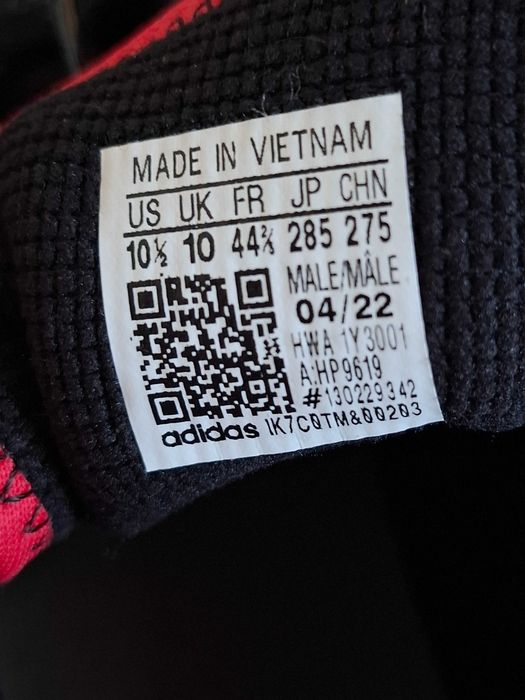 MADE IN VIETNAM
US UK FR JP CHN
10½ 10 44⅔ 285 275
MALE/MÂLE
04/22
HWA 1Y3001
A:HP9619
#130229342
adidas 1K7C0TM&00203